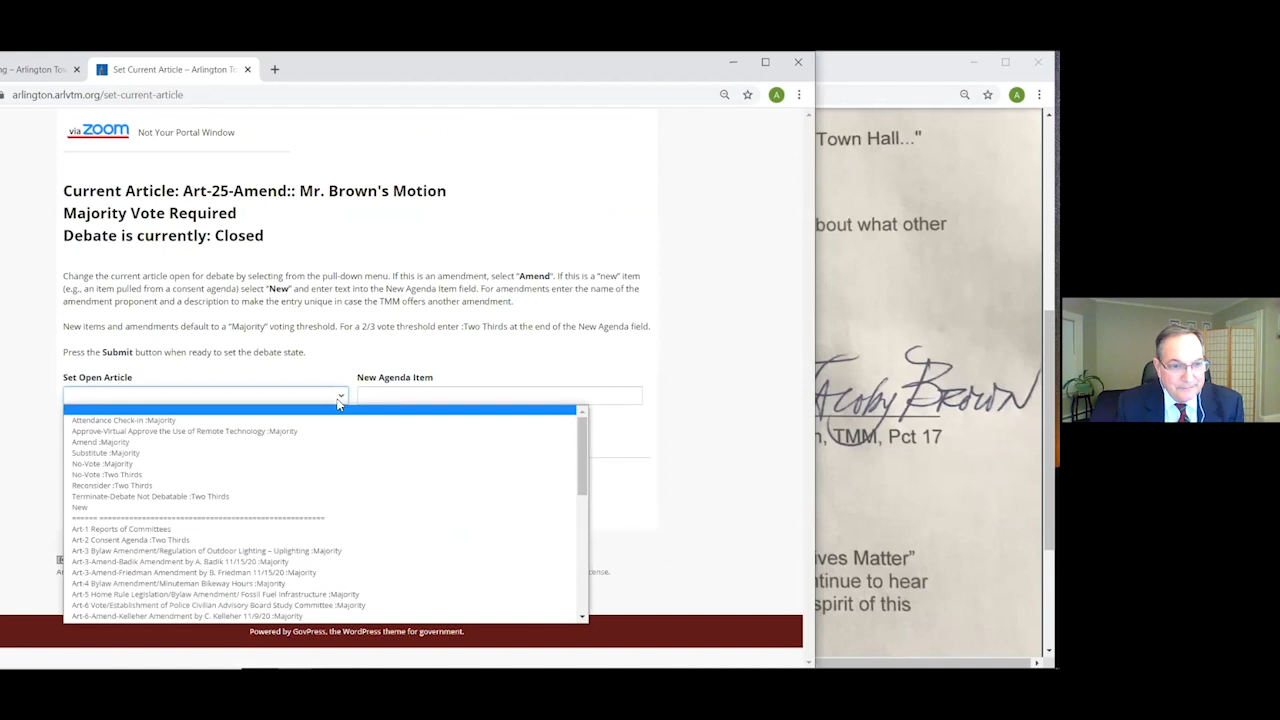 g – Arlington To
Set Current Article – Arlington To
arlington.arlvtm.org/set-current-article
A
A
via zoom
Not Your Portal Window
Current Article: Art-25-Amend:: Mr. Brown's Motion
Majority Vote Required
Debate is currently: Closed
Change the current article open for debate by selecting from the pull-down menu. If this is an amendment, select "Amend". If this is a "new" item
(e.g., an item pulled from a consent agenda) select "New" and enter text into the New Agenda Item field. For amendments enter the name of the
amendment proponent and a description to make the entry unique in case the TMM offers another amendment.
New items and amendments default to a "Majority" voting threshold. For a 2/3 vote threshold enter :Two Thirds at the end of the New Agenda field.
Press the Submit button when ready to set the debate state.
Set Open Article
New Agenda Item
Attendance Check-in :Majority
Approve-Virtual Approve the Use of Remote Technology :Majority
Amend :Majority
Substitute :Majority
No-Vote :Majority
No-Vote :Two Thirds
Reconsider :Two Thirds
Terminate-Debate Not Debatable :Two Thirds
New
====== ====================================================
Art-1 Reports of Committees
Art-2 Consent Agenda :Two Thirds
Art-3 Bylaw Amendment/Regulation of Outdoor Lighting – Uplighting :Majority
Art-3-Amend-Badik Amendment by A. Badik 11/15/20 :Majority
Art-3-Amend-Friedman Amendment by B. Friedman 11/15/20 :Majority
Art-4 Bylaw Amendment/Minuteman Bikeway Hours :Majority
Art-5 Home Rule Legislation/Bylaw Amendment/ Fossil Fuel Infrastructure :Majority
Art-6 Vote/Establishment of Police Civilian Advisory Board Study Committee :Majority
Art-6-Amend-Kelleher Amendment by C. Kelleher 11/9/20 :Majority
cense.
Powered by GovPress, the WordPress theme for government.
Town Hall..."
bout what other
Jacoby Brown
n, TMM, Pct 17
ives Matter"
ntinue to hear
spirit of this